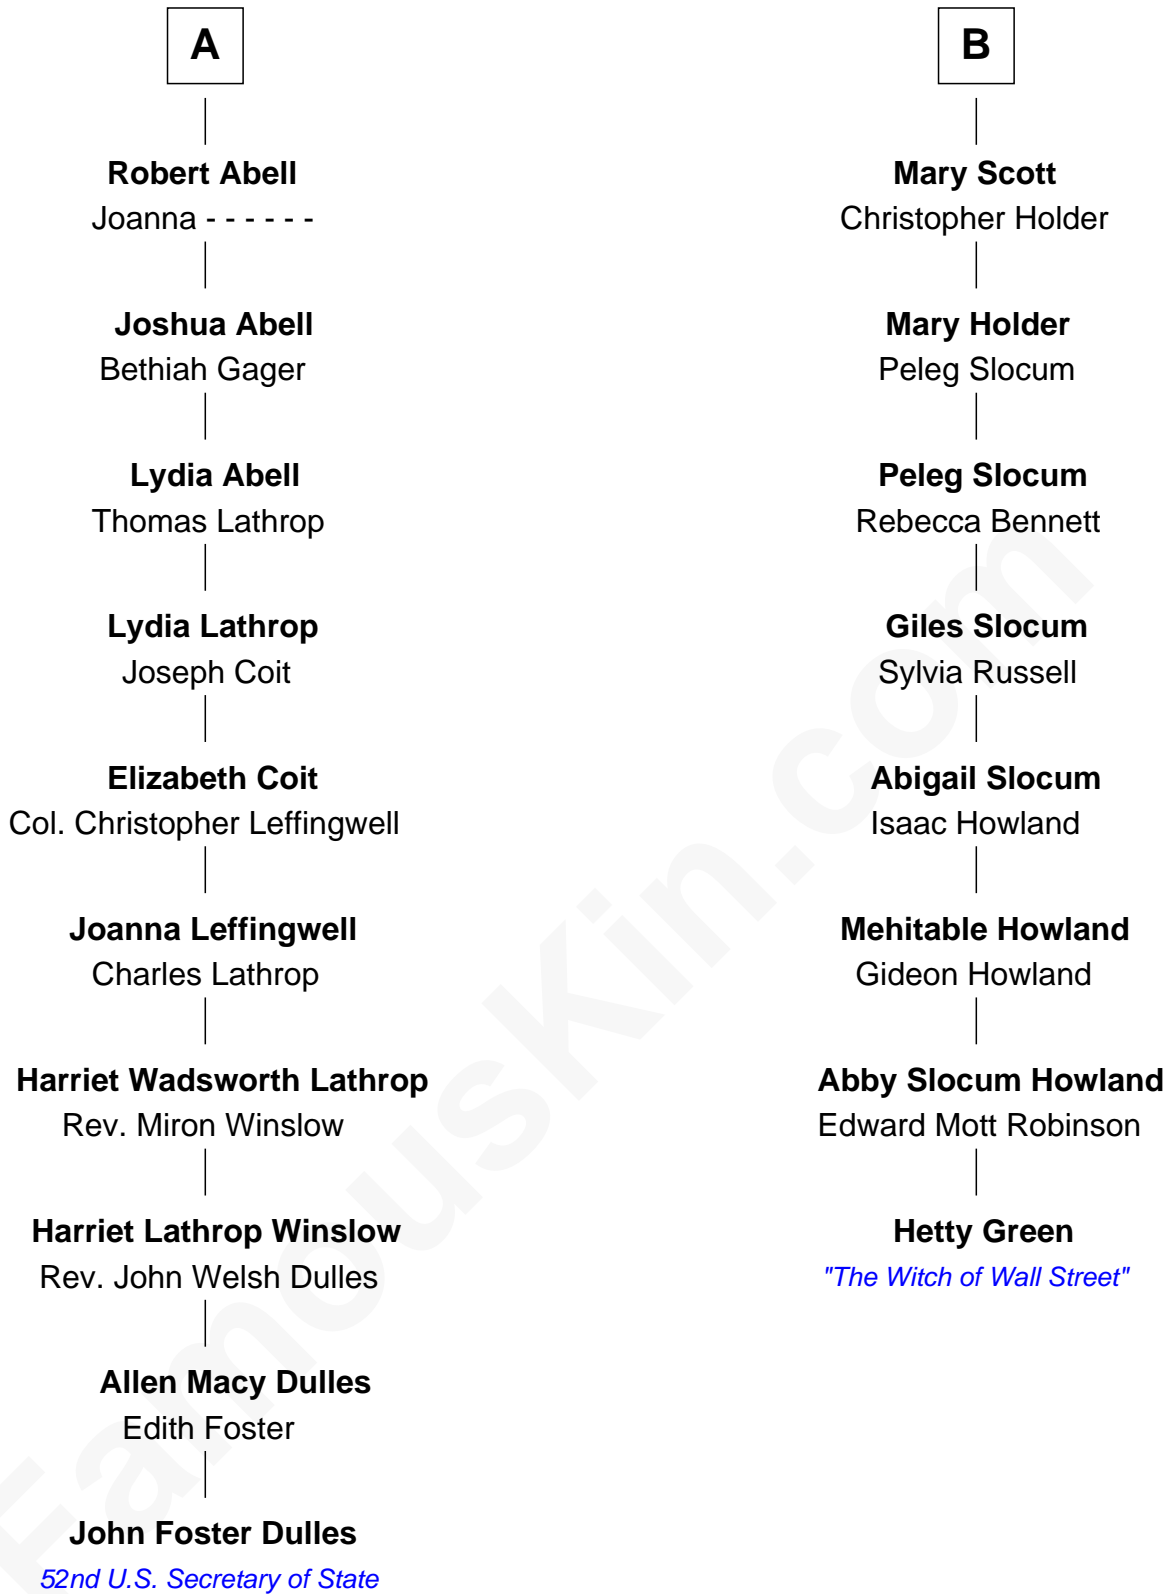 A
Robert Abell
Joanna - - - - - -
Joshua Abell
Bethiah Gager
Lydia Abell
Thomas Lathrop
Lydia Lathrop
Joseph Coit
Elizabeth Coit
Col. Christopher Leffingwell
Joanna Leffingwell
Charles Lathrop
Harriet Wadsworth Lathrop
Rev. Miron Winslow
Harriet Lathrop Winslow
Rev. John Welsh Dulles
Allen Macy Dulles
Edith Foster
John Foster Dulles
52nd U.S. Secretary of State
B
Mary Scott
Christopher Holder
Mary Holder
Peleg Slocum
Peleg Slocum
Rebecca Bennett
Giles Slocum
Sylvia Russell
Abigail Slocum
Isaac Howland
Mehitable Howland
Gideon Howland
Abby Slocum Howland
Edward Mott Robinson
Hetty Green
"The Witch of Wall Street"
FamousKin.com